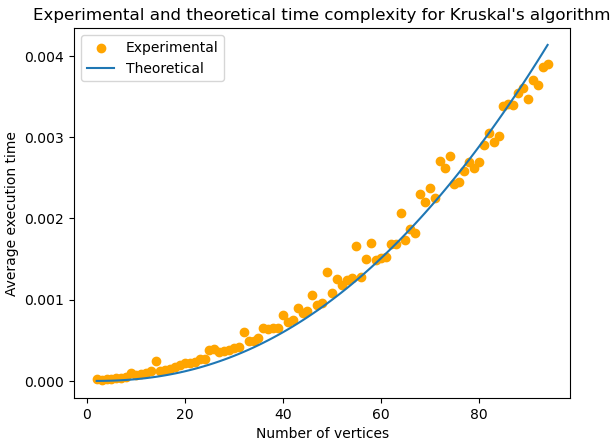 Experimental and theoretical time complexity for Kruskal's algorithm
Experimental
Theoretical
Average execution time
0.004
0.003
0.002
0.001
0.000
0 20 40 60 80
Number of vertices